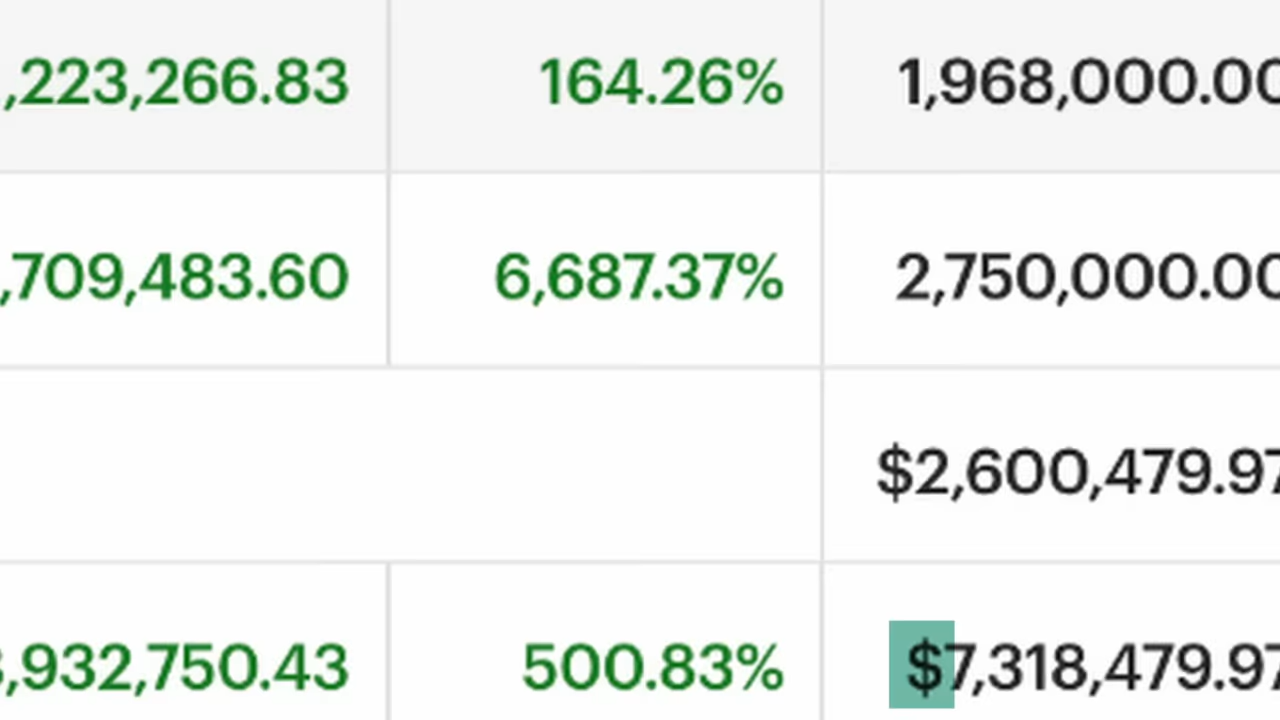 ,223,266.83 164.26% 1,968,000.00
,709,483.60 6,687.37% 2,750,000.00
$2,600,479.97
,932,750.43 500.83% $7,318,479.97